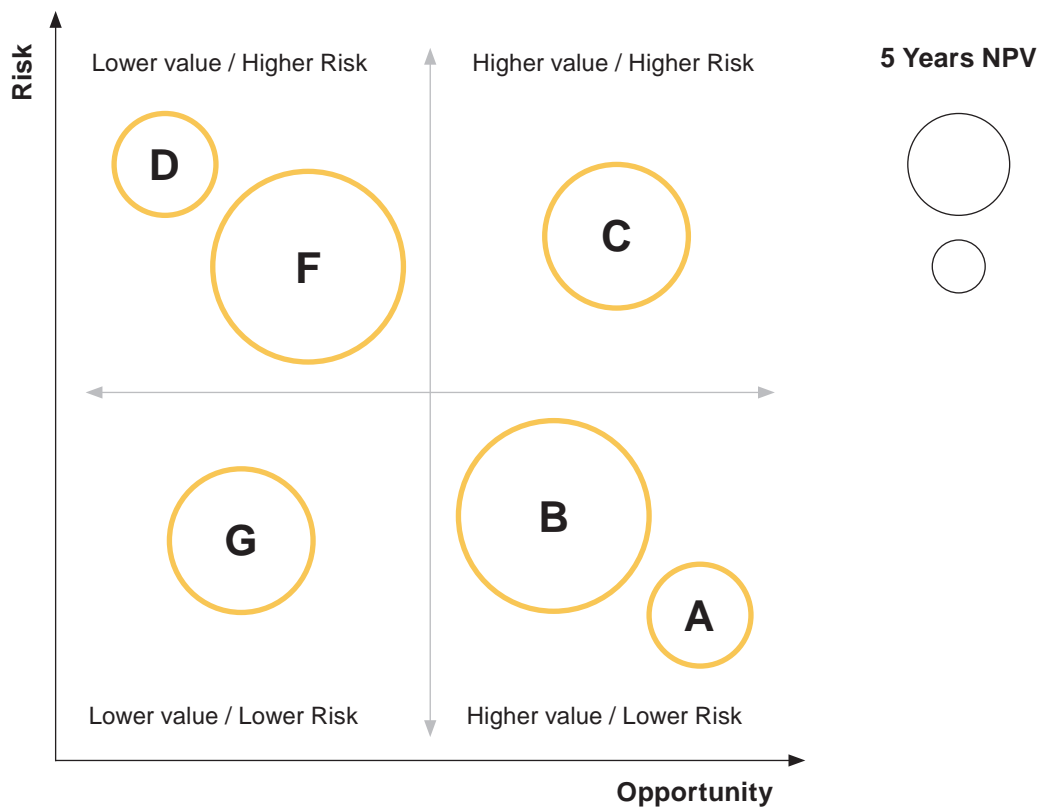 Risk
Lower value / Higher Risk
Higher value / Higher Risk
5 Years NPV
D
F
C
G
B
A
Lower value / Lower Risk
Higher value / Lower Risk
Opportunity